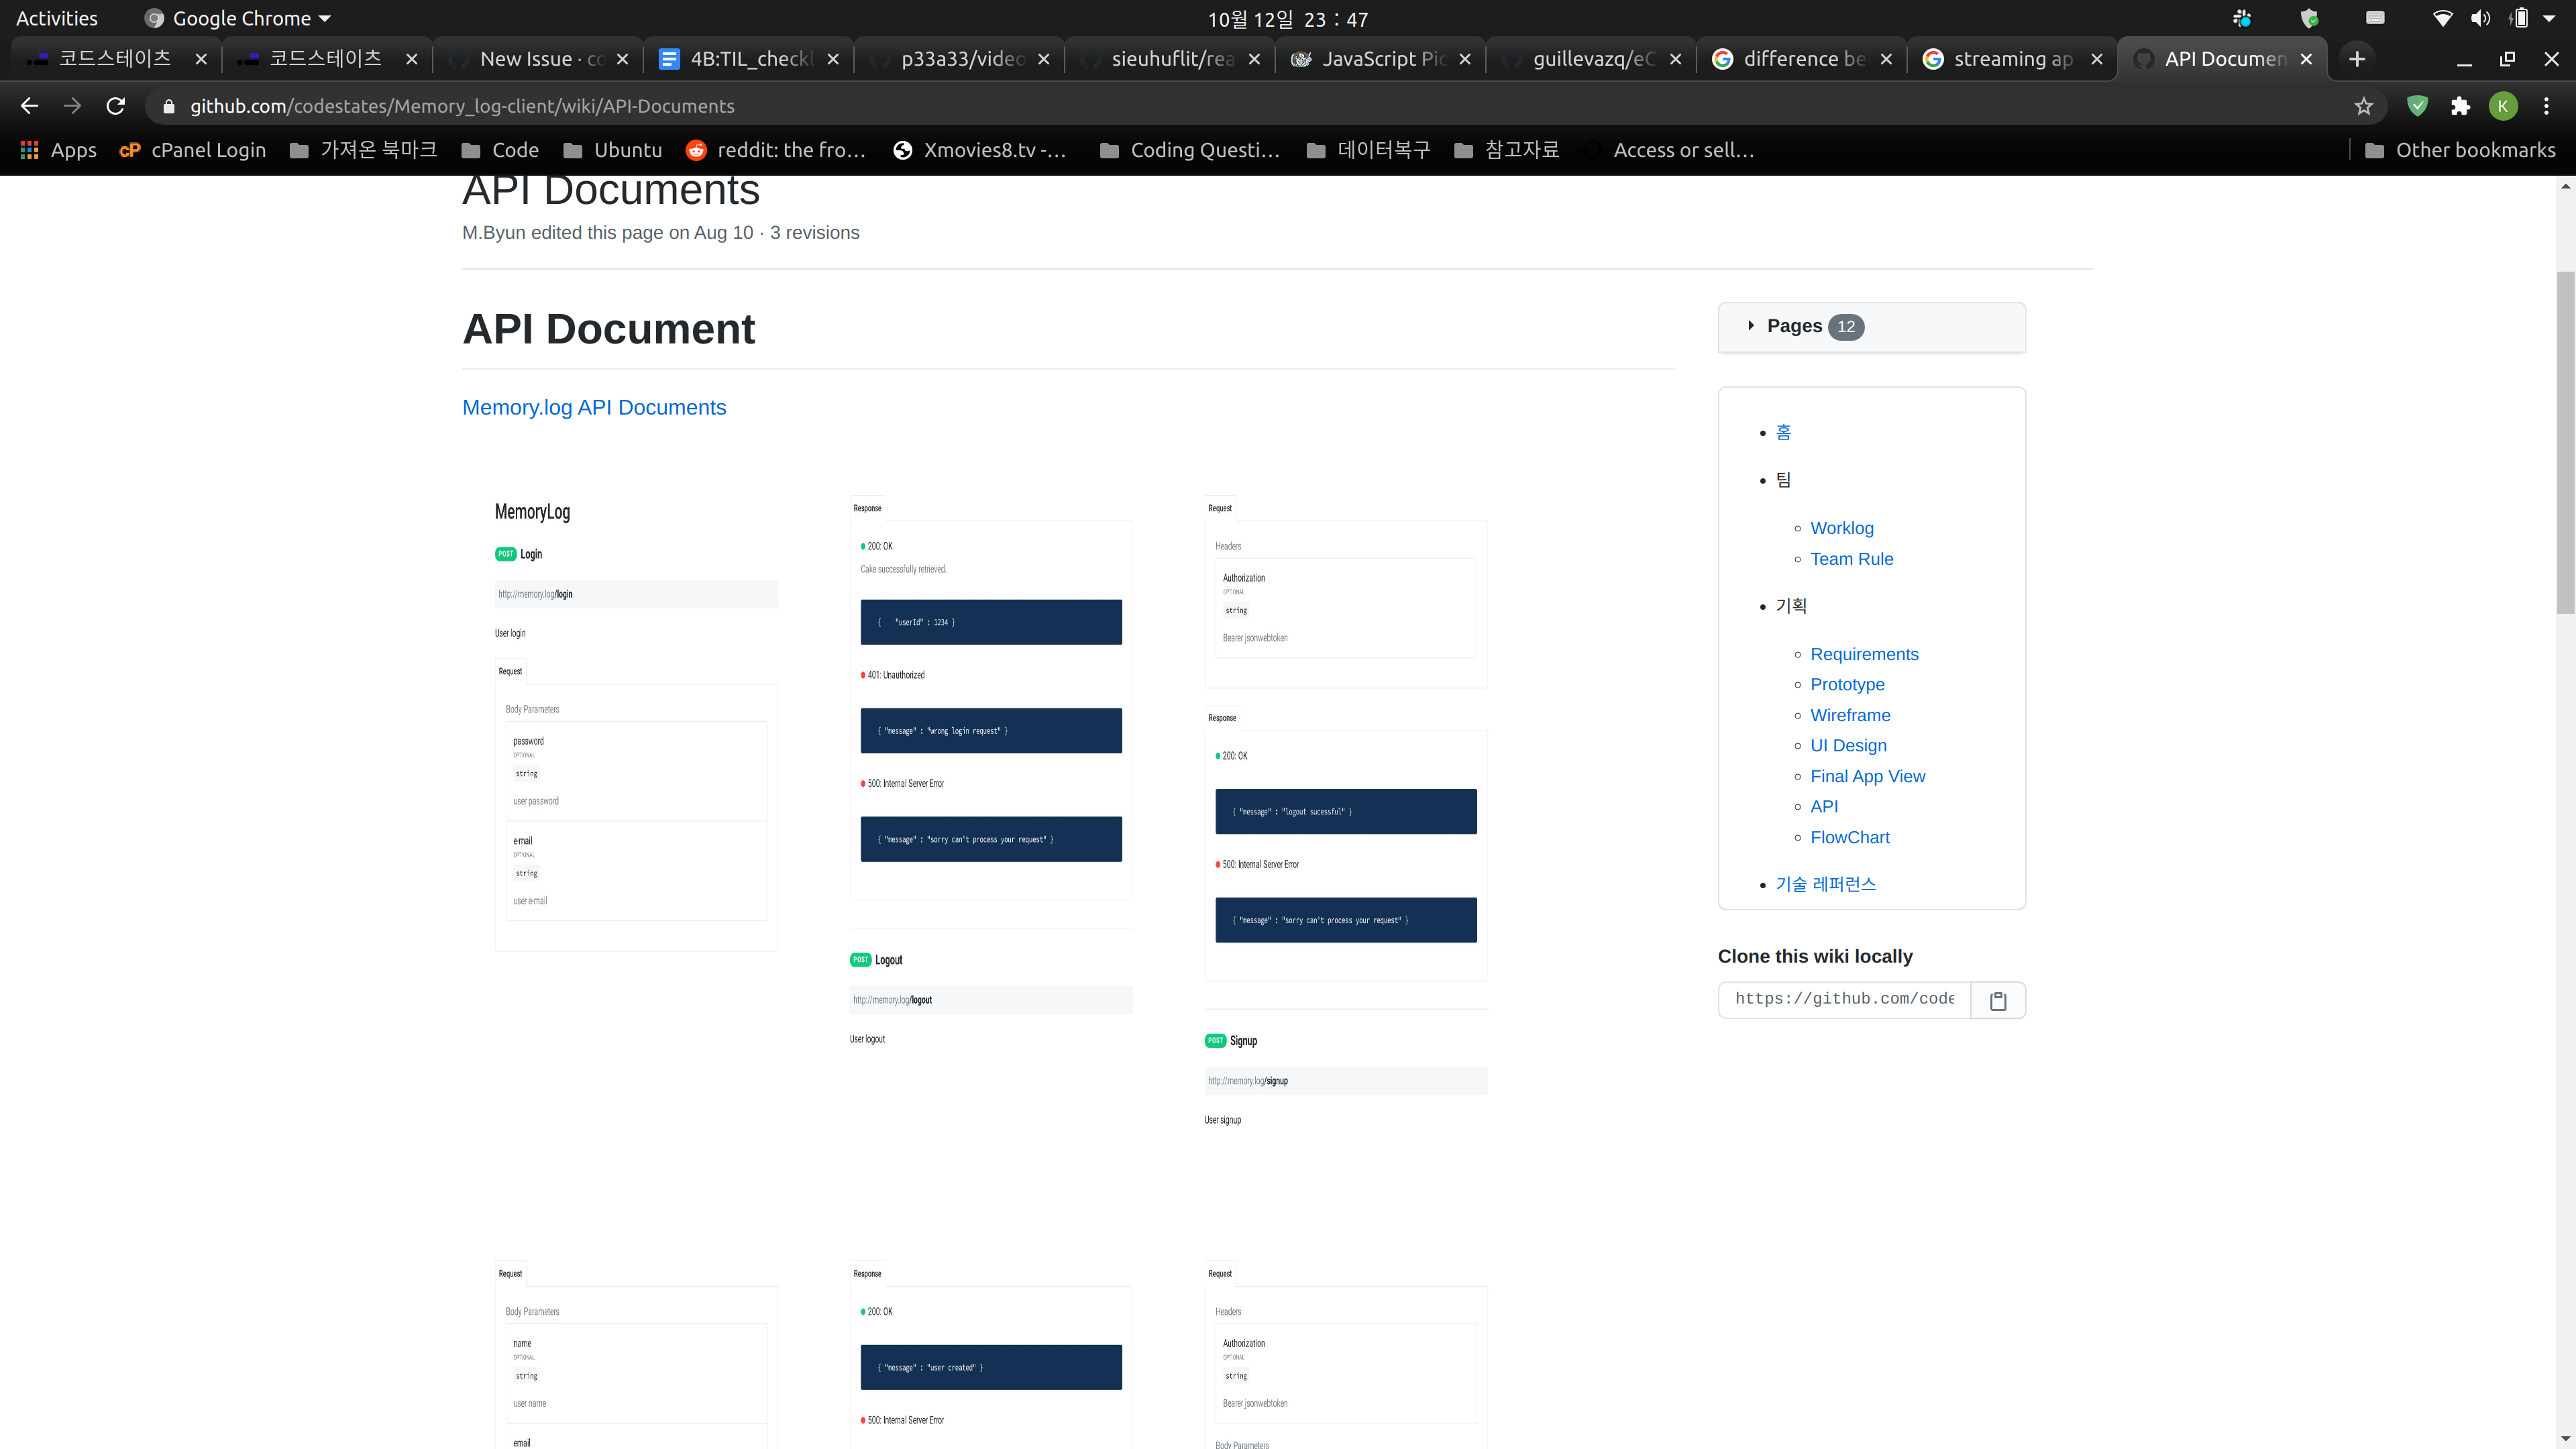 Activities
Google Chrome
10월 12일 23 : 47
코드스테이츠
코드스테이츠
New Issue · co
4B:TIL_checkl
p33a33/video
sieuhuflit/rea
JavaScript Pic
guillevazq/eC
difference be
streaming ap
API Documen
github.com/codestates/Memory_log-client/wiki/API-Documents
K
Apps
cP cPanel Login
가져온 북마크
Code
Ubuntu
reddit: the fro...
Xmovies8.tv -...
Coding Questi...
데이터복구
참고자료
Access or sell...
Other bookmarks
API Documents
M.Byun edited this page on Aug 10 · 3 revisions
API Document
Memory.log API Documents
MemoryLog
POST Login
http://memory.log/login
User login
Request
Body Parameters
password
OPTIONAL
string
user password
e-mail
OPTIONAL
string
user e-mail
Response
200: OK
Cake successfully retrieved.
{ "userId" : 1234 }
401: Unauthorized
{ "message" : "wrong login request" }
500: Internal Server Error
{ "message" : "sorry can't process your request" }
POST Logout
http://memory.log/logout
User logout
Request
Headers
Authorization
OPTIONAL
string
Bearer jsonwebtoken
Response
200: OK
{ "message" : "logout sucessful" }
500: Internal Server Error
{ "message" : "sorry can't process your request" }
POST Signup
http://memory.log/signup
User signup
Request
Body Parameters
name
OPTIONAL
string
user name
email
Response
200: OK
{ "message" : "user created" }
500: Internal Server Error
Request
Headers
Authorization
OPTIONAL
string
Bearer jsonwebtoken
Body Parameters
Pages 12
홈
팀
Worklog
Team Rule
기획
Requirements
Prototype
Wireframe
UI Design
Final App View
API
FlowChart
기술 레퍼런스
Clone this wiki locally
https://github.com/code